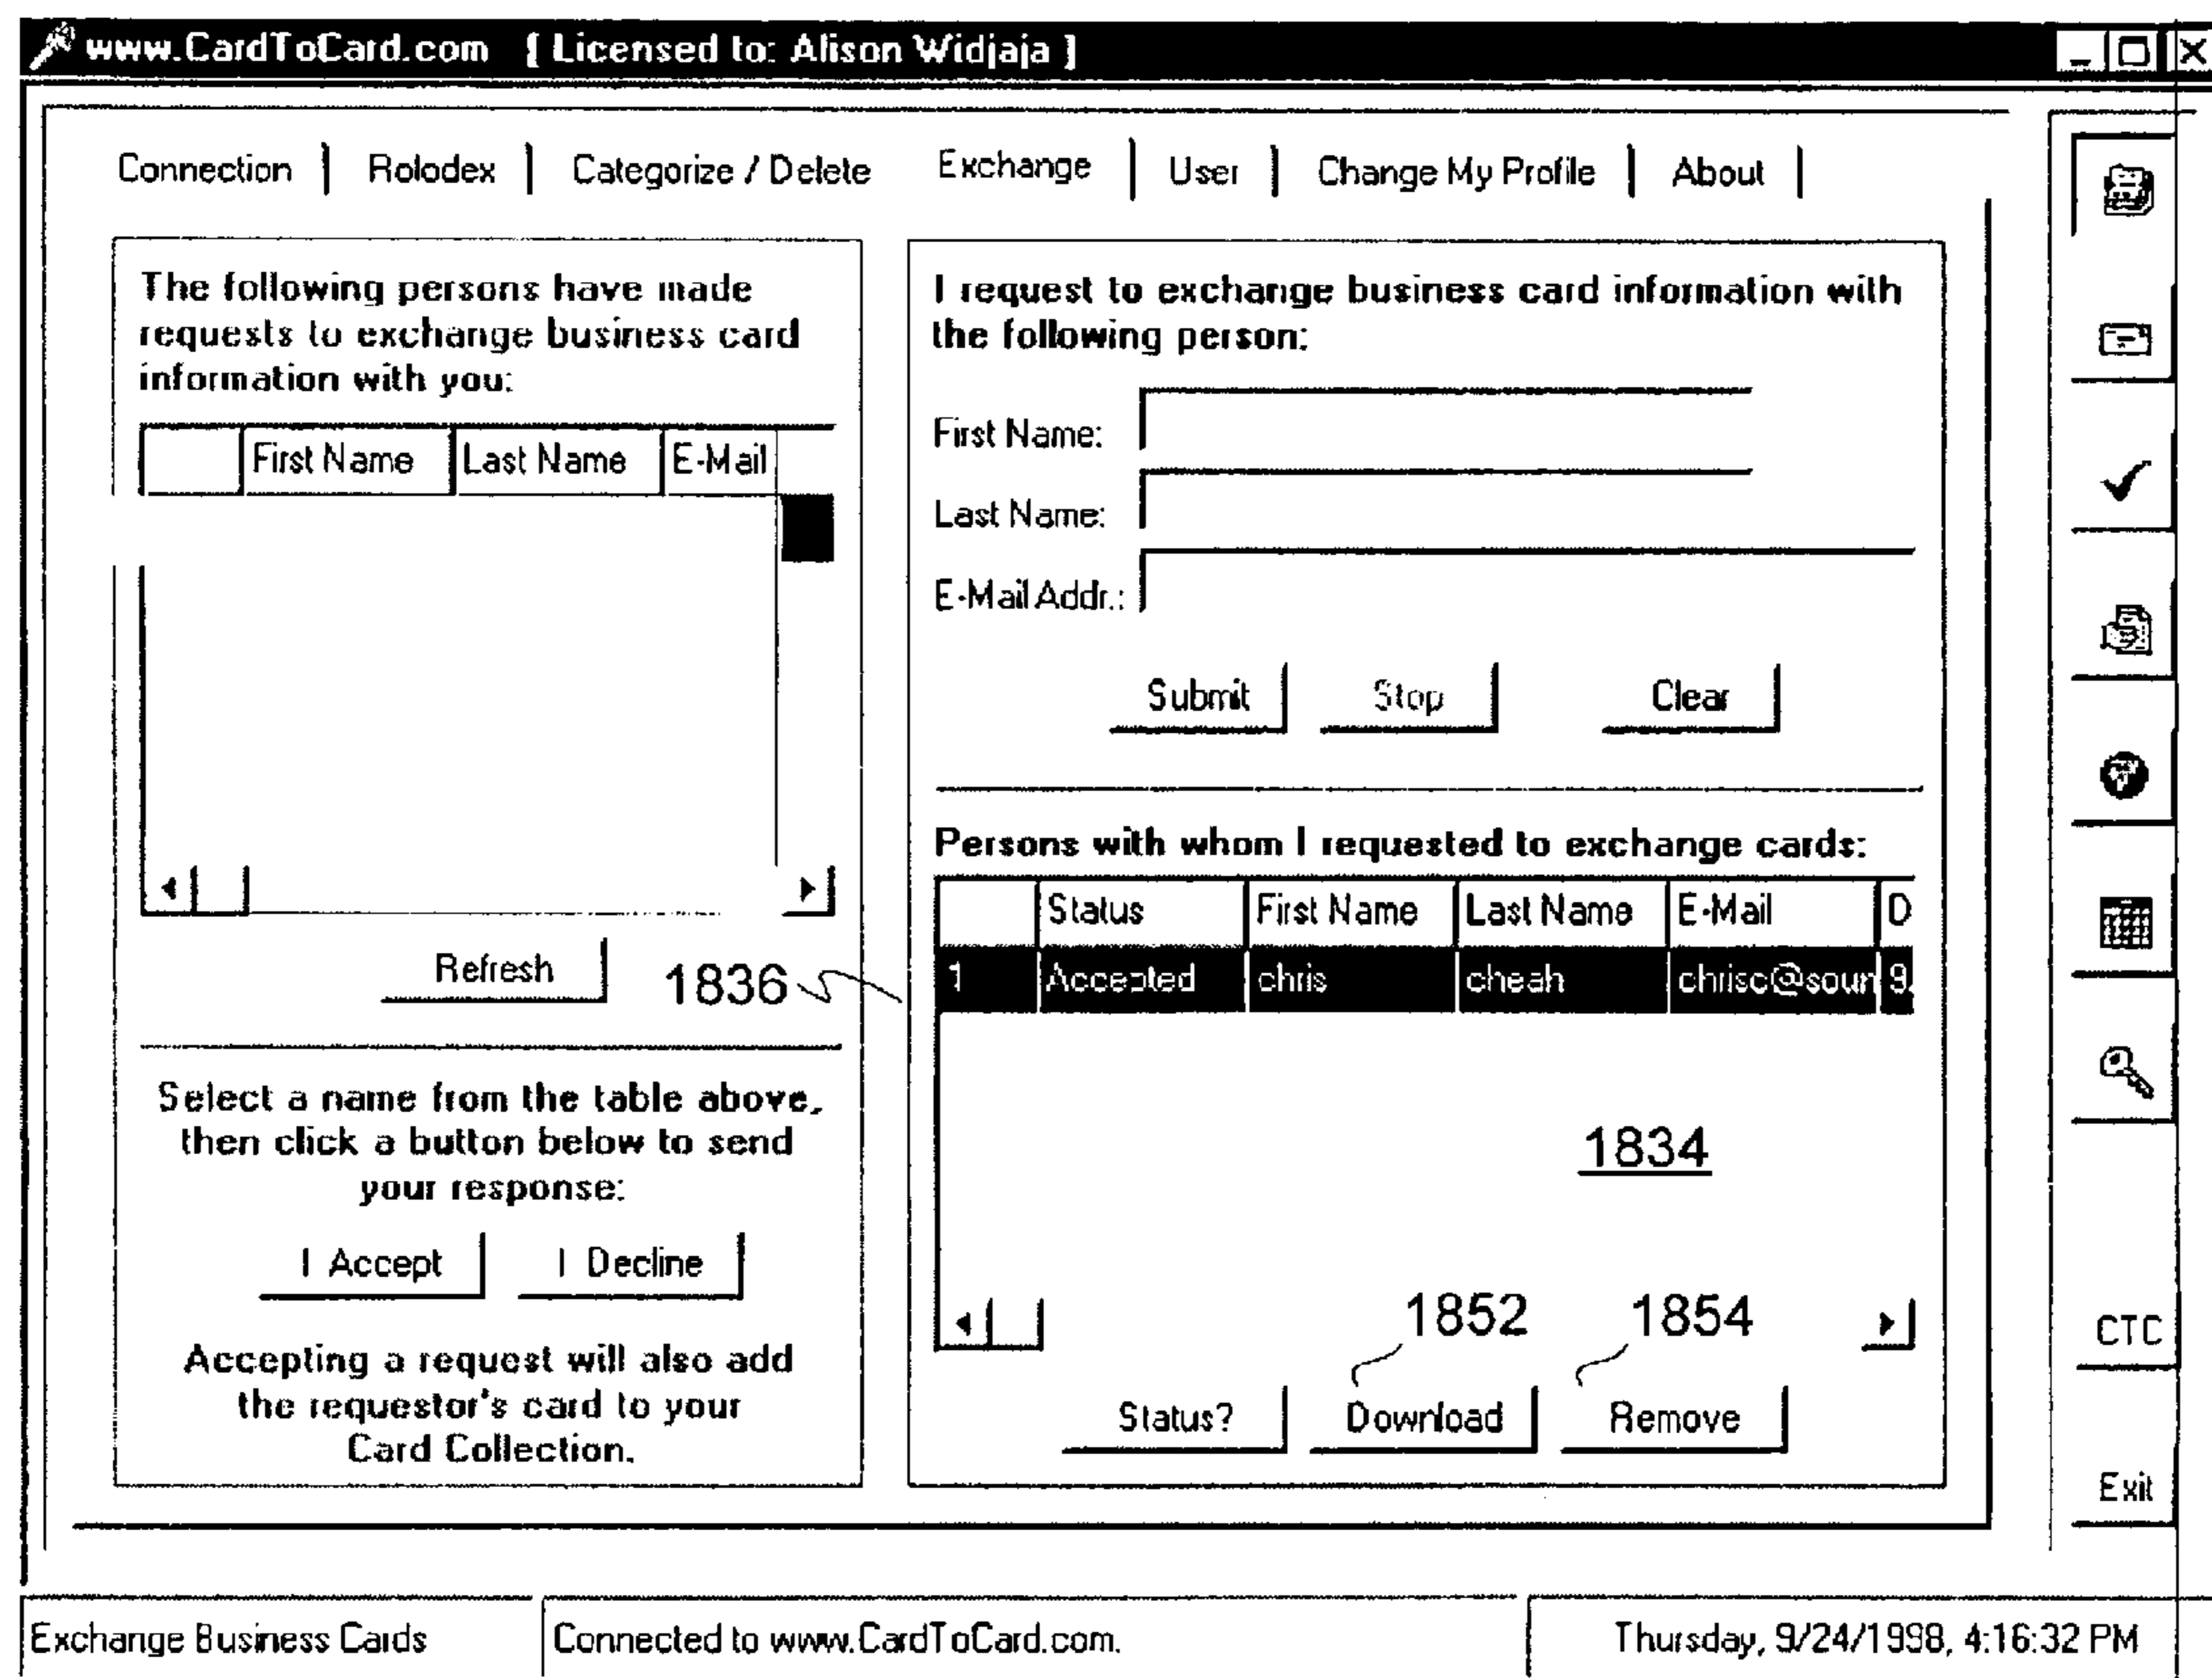 www.CardToCard.com [ Licensed to: Alison Widjaja ]
Connection Rolodex Categorize / Delete Exchange User Change My Profile About
The following persons have made
requests to exchange business card
information with you:
First Name Last Name E-Mail
Refresh
1836
Select a name from the table above,
then click a button below to send
your response:
I Accept I Decline
Accepting a request will also add
the requestor's card to your
Card Collection.
I request to exchange business card information with
the following person:
First Name:
Last Name:
E-Mail Addr.:
Submit Stop Clear
Persons with whom I requested to exchange cards:
Status First Name Last Name E-Mail D
1 Accepted chris cheah chrisc@soun 9
1834
1852 1854
Status? Download Remove
CTC
Exit
Exchange Business Cards Connected to www.CardToCard.com. Thursday, 9/24/1998, 4:16:32 PM